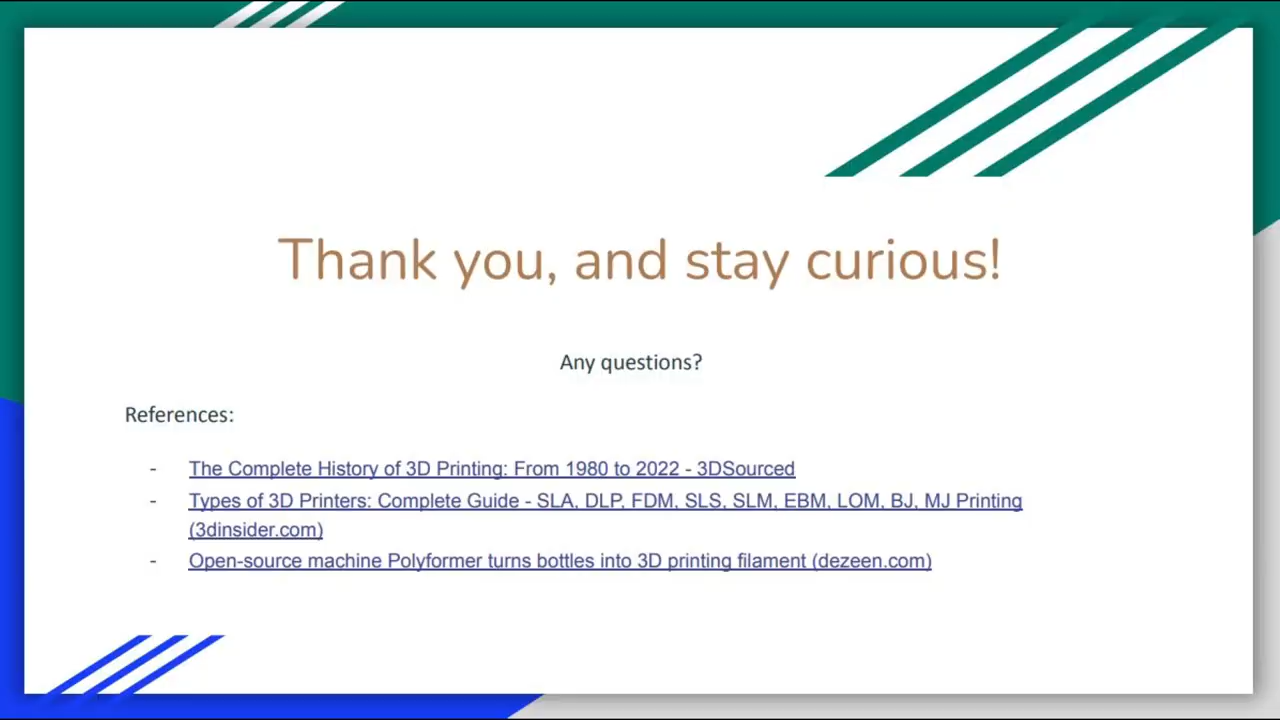 Thank you, and stay curious!
Any questions?
References:
- The Complete History of 3D Printing: From 1980 to 2022 - 3DSourced
- Types of 3D Printers: Complete Guide - SLA, DLP, FDM, SLS, SLM, EBM, LOM, BJ, MJ Printing
(3dinsider.com)
- Open-source machine Polyformer turns bottles into 3D printing filament (dezeen.com)